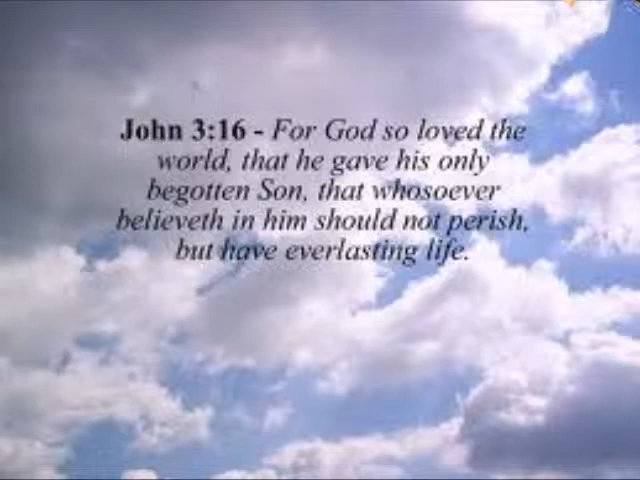 John 3:16 - For God so loved the
world, that he gave his only
begotten Son, that whosoever
believeth in him should not perish,
but have everlasting life.